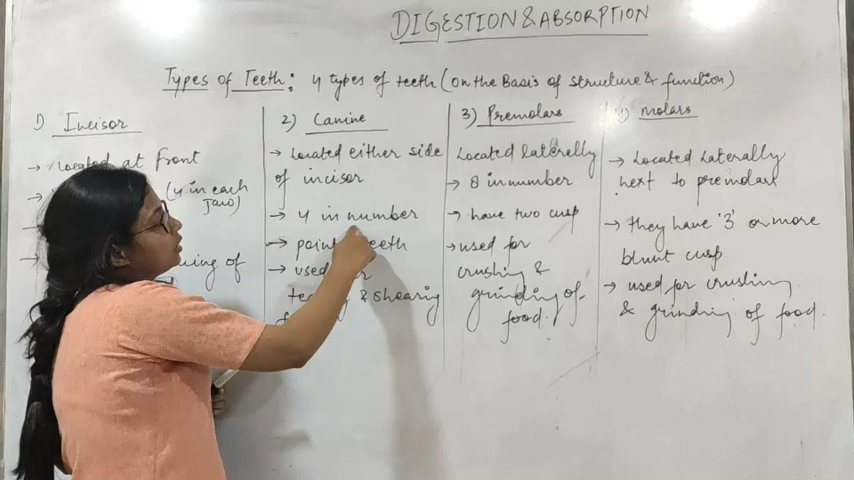 DIGESTION & ABSORPTION
Types of Teeth: 4 types of teeth (On the Basis of structure & function)
1) Incisor
→ Located at front
(4 in each
Jaw)
of
2) Canine
→ Located either side
of incisor
→ 4 in number
→ teeth
→ used
& shearing
3) Premolars
Located laterelly
→ 8 in number
→ have two cusp
→ used for
crushing &
grinding of
food.
4) Molars
→ Located Laterally
next to premolars
→ they have '3' or more
blunt cusp
→ used for crushing
& grinding of food.